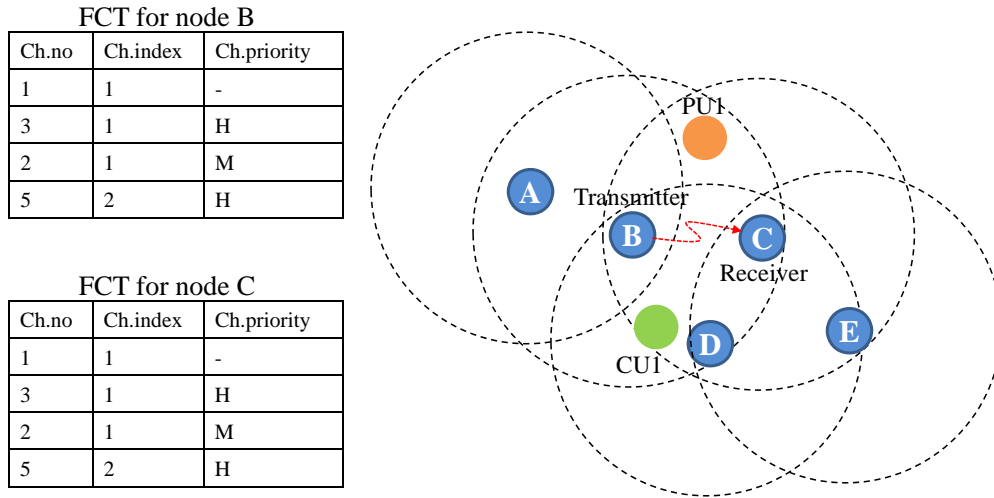 FCT for node B
Ch.no Ch.index Ch.priority
1 1 -
3 1 H
2 1 M
5 2 H
FCT for node C
Ch.no Ch.index Ch.priority
1 1 -
3 1 H
2 1 M
5 2 H
PU1
A
Transmitter
B
C
Receiver
CU1
D
E